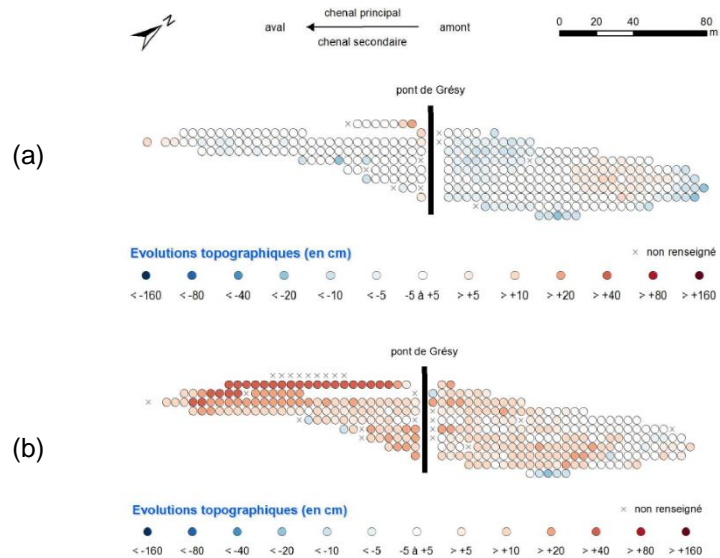 N
chenal principal
aval
amont
chenal secondaire
0 20 40 60 80
m
pont de Grésy
(a)
Evolutions topographiques (en cm)
× non renseigné
< -160 < -80 < -40 < -20 < -10 < -5 -5 à +5 > +5 > +10 > +20 > +40 > +80 > +160
pont de Grésy
(b)
Evolutions topographiques (en cm)
× non renseigné
< -160 < -80 < -40 < -20 < -10 < -5 -5 à +5 > +5 > +10 > +20 > +40 > +80 > +160